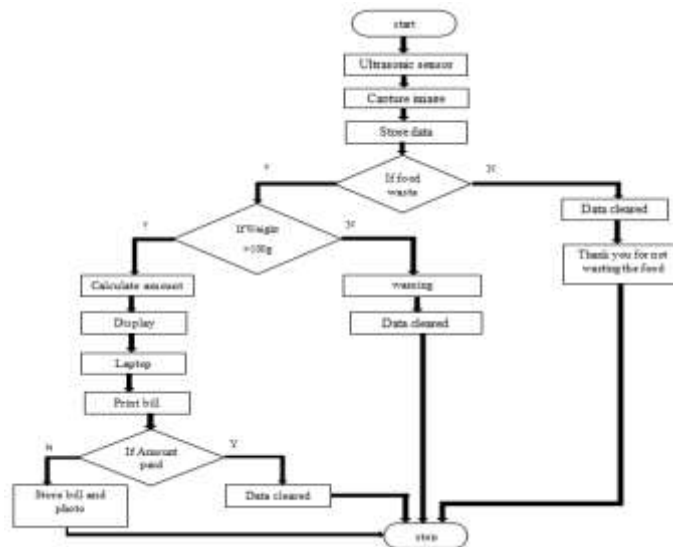 start
Ultrasonic sensor
Capture image
Store data
If food
waste
Data cleared
Thank you for not
wasting the food
If Weight
Calculate amount
warning
Data cleared
Display
Laptop
Print bill
If Amount
paid
N
Y
Store bill and
photo
Data cleared
stop